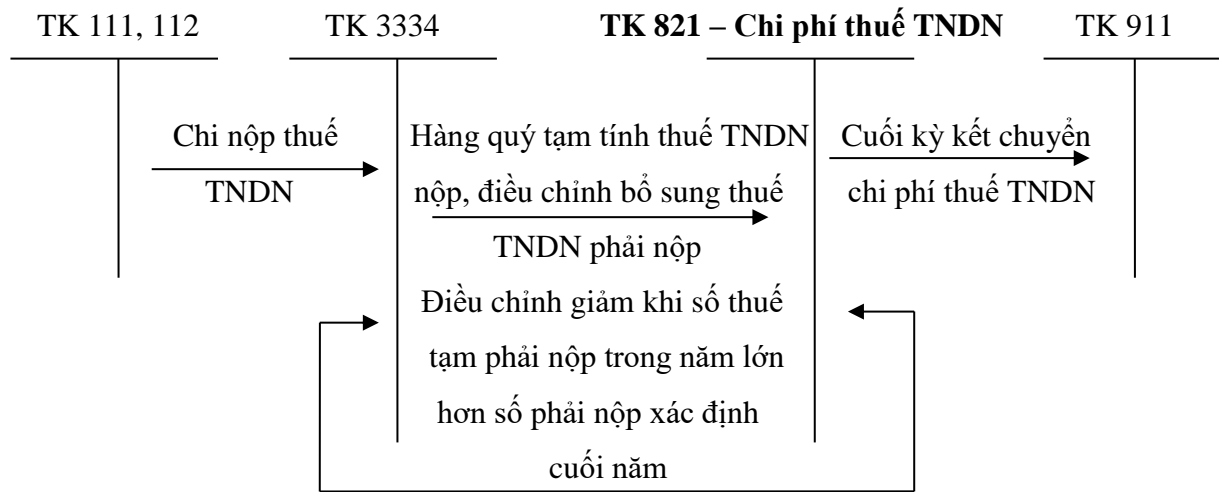 TK 111, 112 TK 3334 TK 821 – Chi phí thuế TNDN TK 911
Chi nộp thuế
TNDN
Hàng quý tạm tính thuế TNDN
nộp, điều chỉnh bổ sung thuế
TNDN phải nộp
Cuối kỳ kết chuyển
chi phí thuế TNDN
Điều chỉnh giảm khi số thuế
tạm phải nộp trong năm lớn
hơn số phải nộp xác định
cuối năm